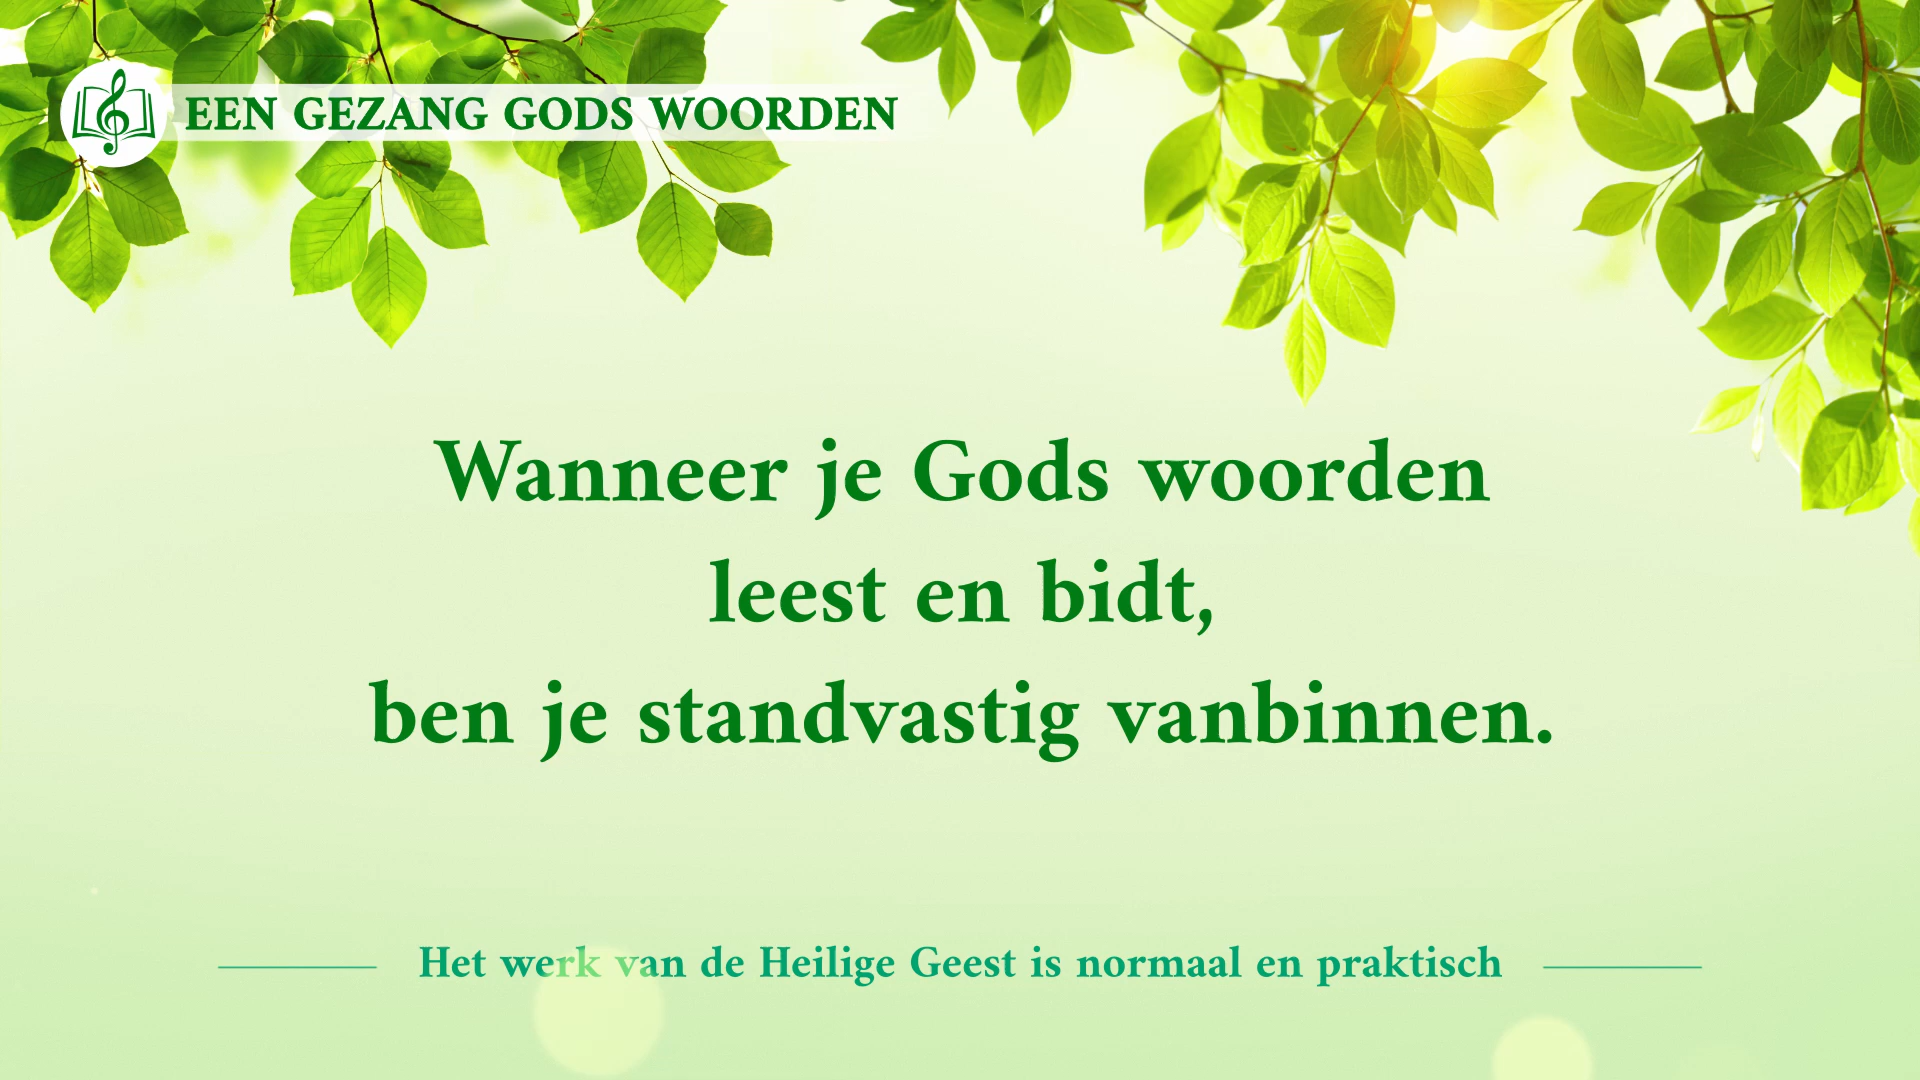 EEN GEZANG GODS WOORDEN
Wanneer je Gods woorden
leest en bidt,
ben je standvastig vanbinnen.
Het werk van de Heilige Geest is normaal en praktisch